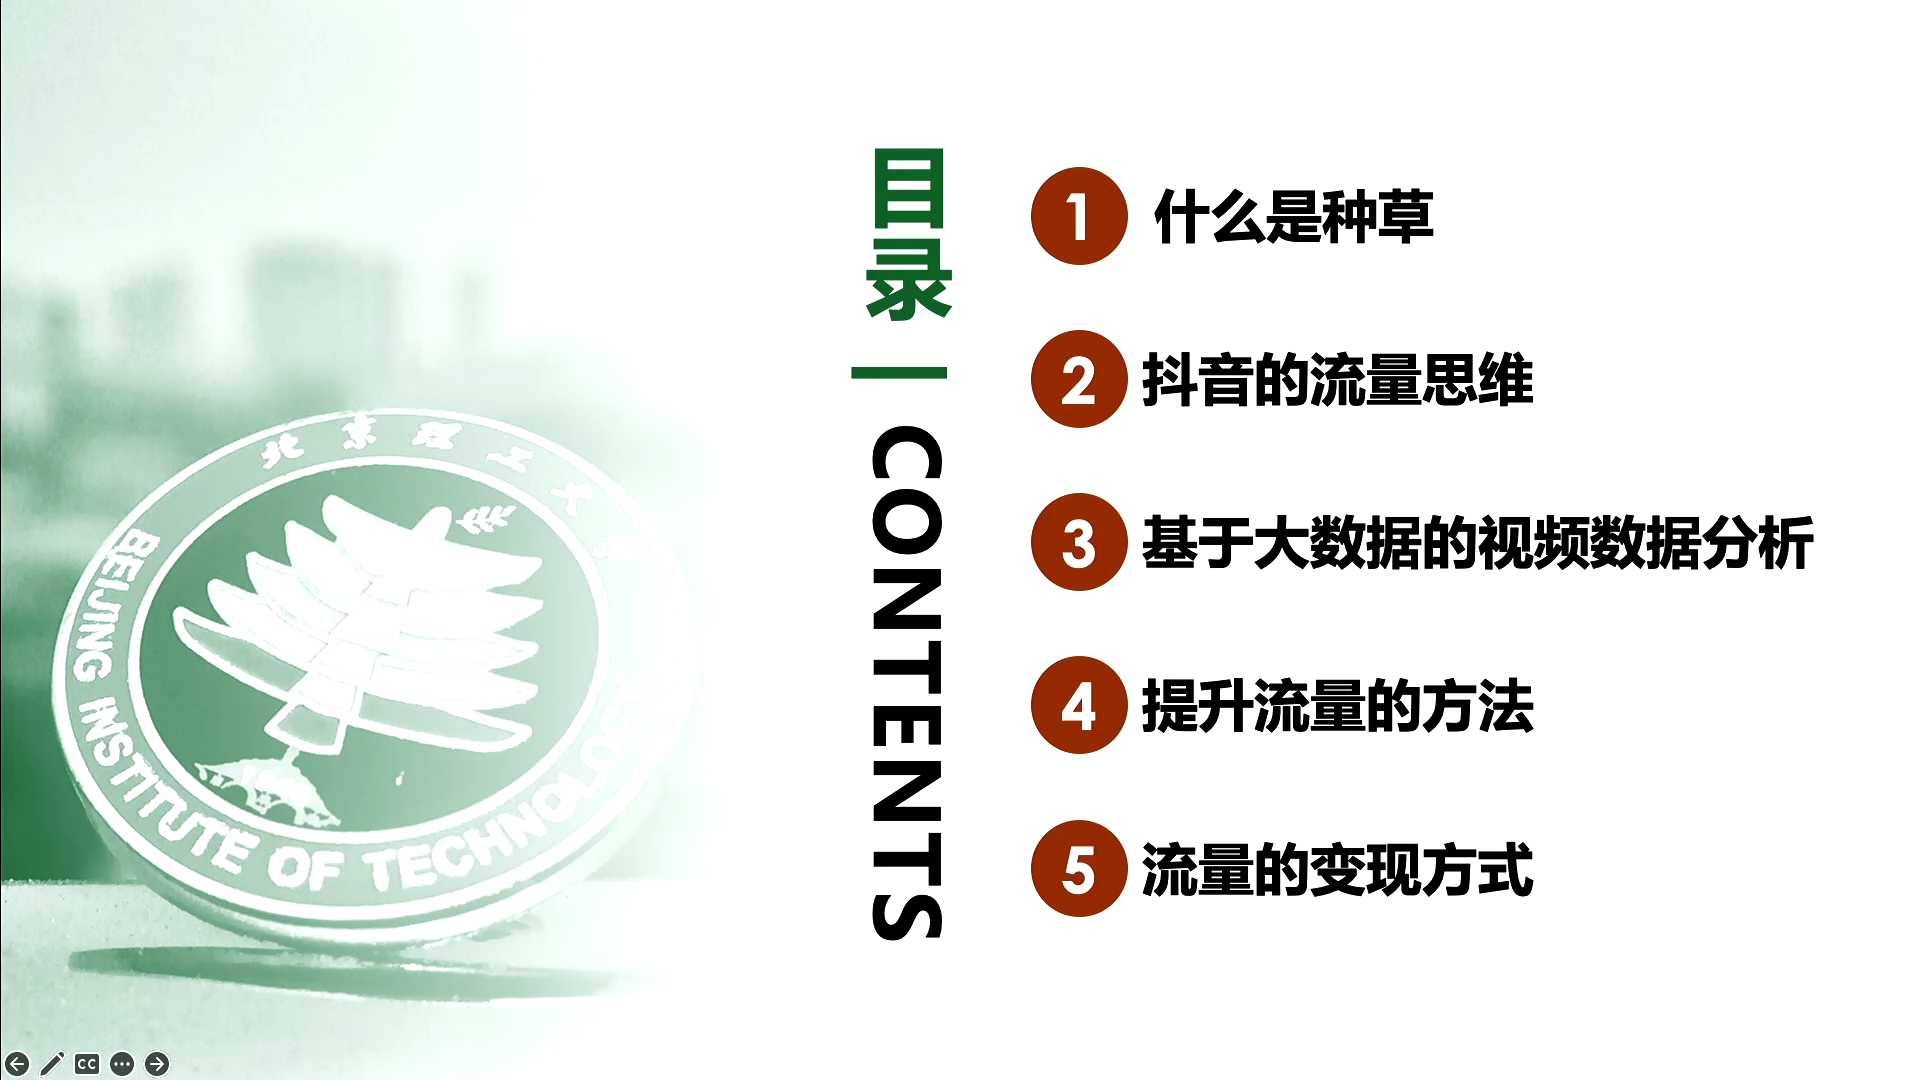 目录 | CONTENTS
1 什么是种草
2 抖音的流量思维
3 基于大数据的视频数据分析
4 提升流量的方法
5 流量的变现方式
北京理工大学
BEIJING INSTITUTE OF TECHNOLOGY
CC